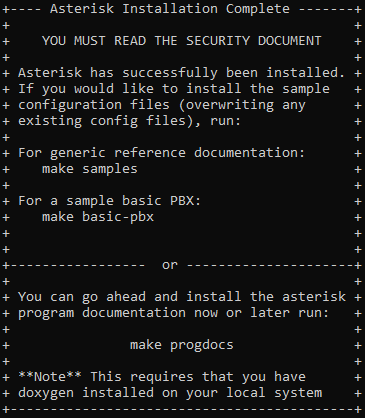 +---- Asterisk Installation Complete -------+
+                                           +
+    YOU MUST READ THE SECURITY DOCUMENT    +
+                                           +
+ Asterisk has successfully been installed. +
+ If you would like to install the sample   +
+ configuration files (overwriting any      +
+ existing config files), run:              +
+                                           +
+ For generic reference documentation:      +
+    make samples                           +
+                                           +
+ For a sample basic PBX:                   +
+    make basic-pbx                         +
+                                           +
+                                           +
+-----------------  or ---------------------+
+                                           +
+ You can go ahead and install the asterisk +
+ program documentation now or later run:   +
+                                           +
+               make progdocs               +
+                                           +
+ **Note** This requires that you have      +
+ doxygen installed on your local system    +
+-------------------------------------------+